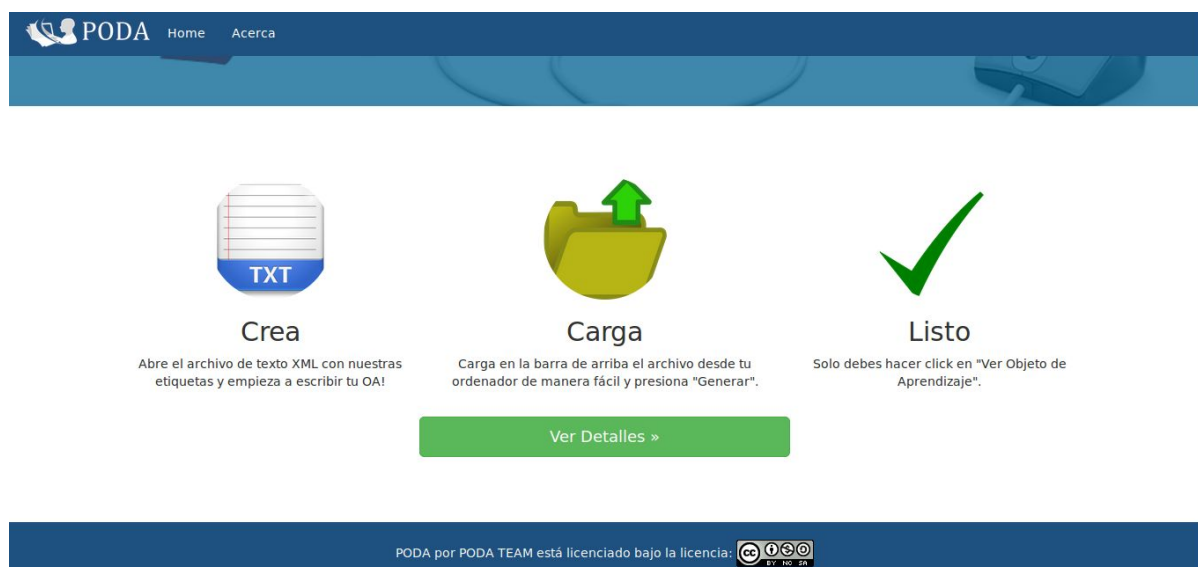 PODA Home Acerca
TXT
Crea
Abre el archivo de texto XML con nuestras
etiquetas y empieza a escribir tu OA!
Carga
Carga en la barra de arriba el archivo desde tu
ordenador de manera fácil y presiona "Generar".
Listo
Solo debes hacer click en "Ver Objeto de
Aprendizaje".
Ver Detalles »
PODA por PODA TEAM está licenciado bajo la licencia: cc
BY NC SA